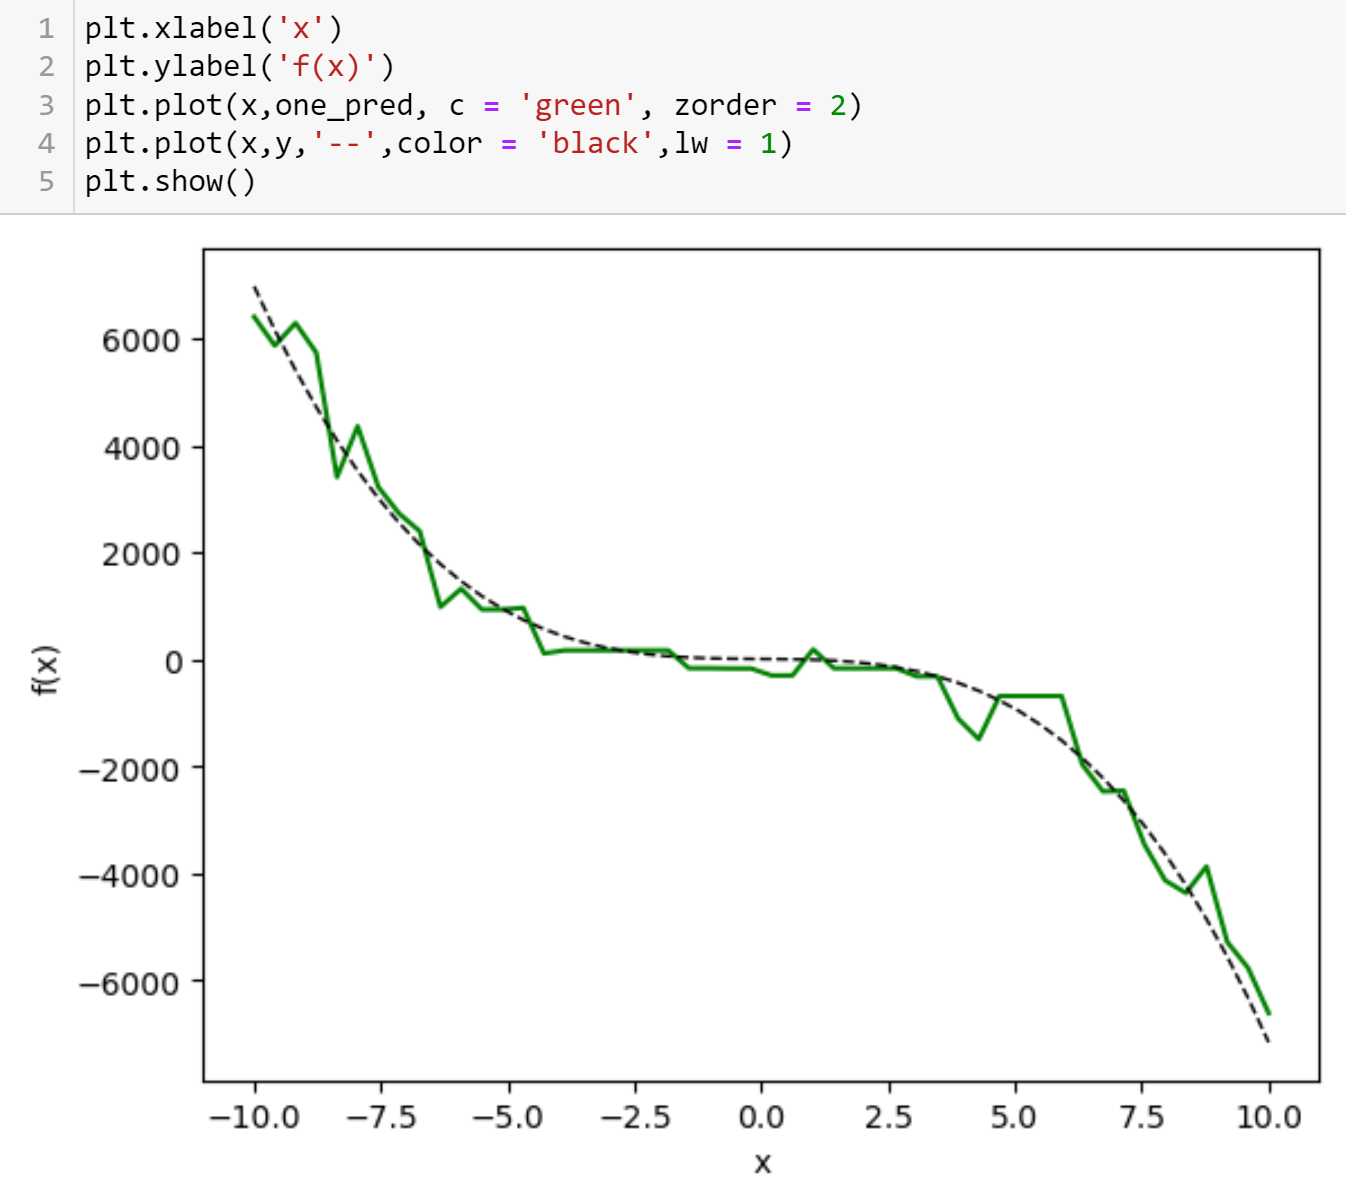 1 plt.xlabel('x')
2 plt.ylabel('f(x)')
3 plt.plot(x,one_pred, c = 'green', zorder = 2)
4 plt.plot(x,y,'--',color = 'black',lw = 1)
5 plt.show()
6000
4000
2000
0
−2000
−4000
−6000
f(x)
−10.0 −7.5 −5.0 −2.5 0.0 2.5 5.0 7.5 10.0
x